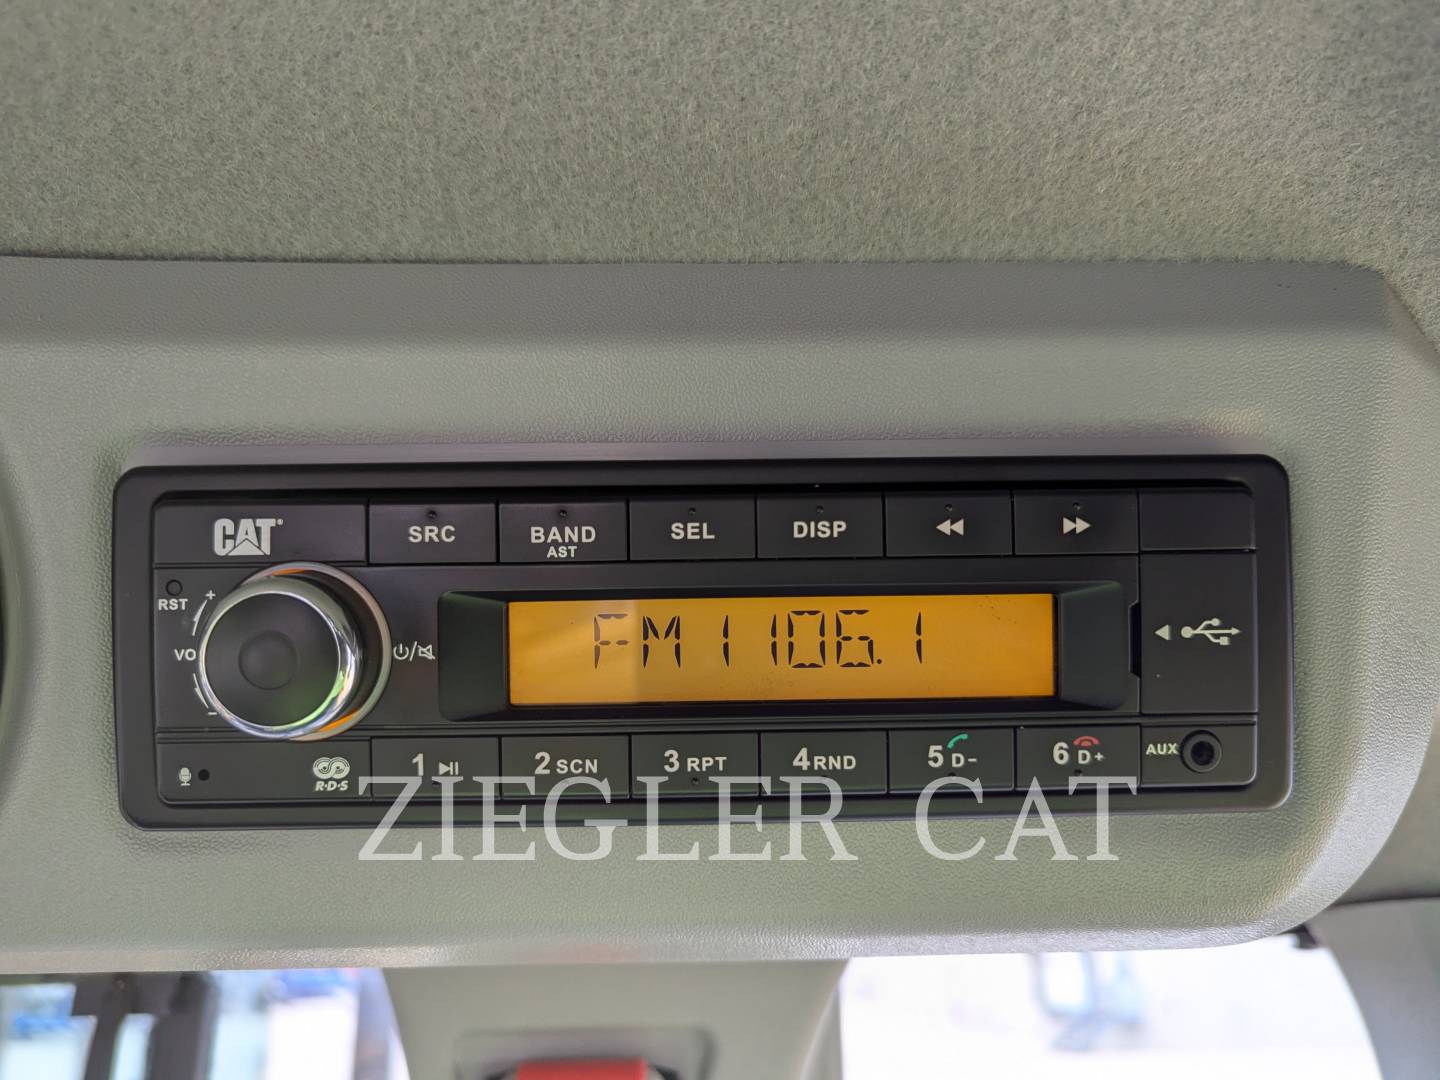 CAT®
SRC
BAND
AST
SEL
DISP
RST
+
VO
-
FM1 106.1
R·D·S
1
2 SCN
3 RPT
4 RND
5 D-
6 D+
AUX
ZIEGLER CAT